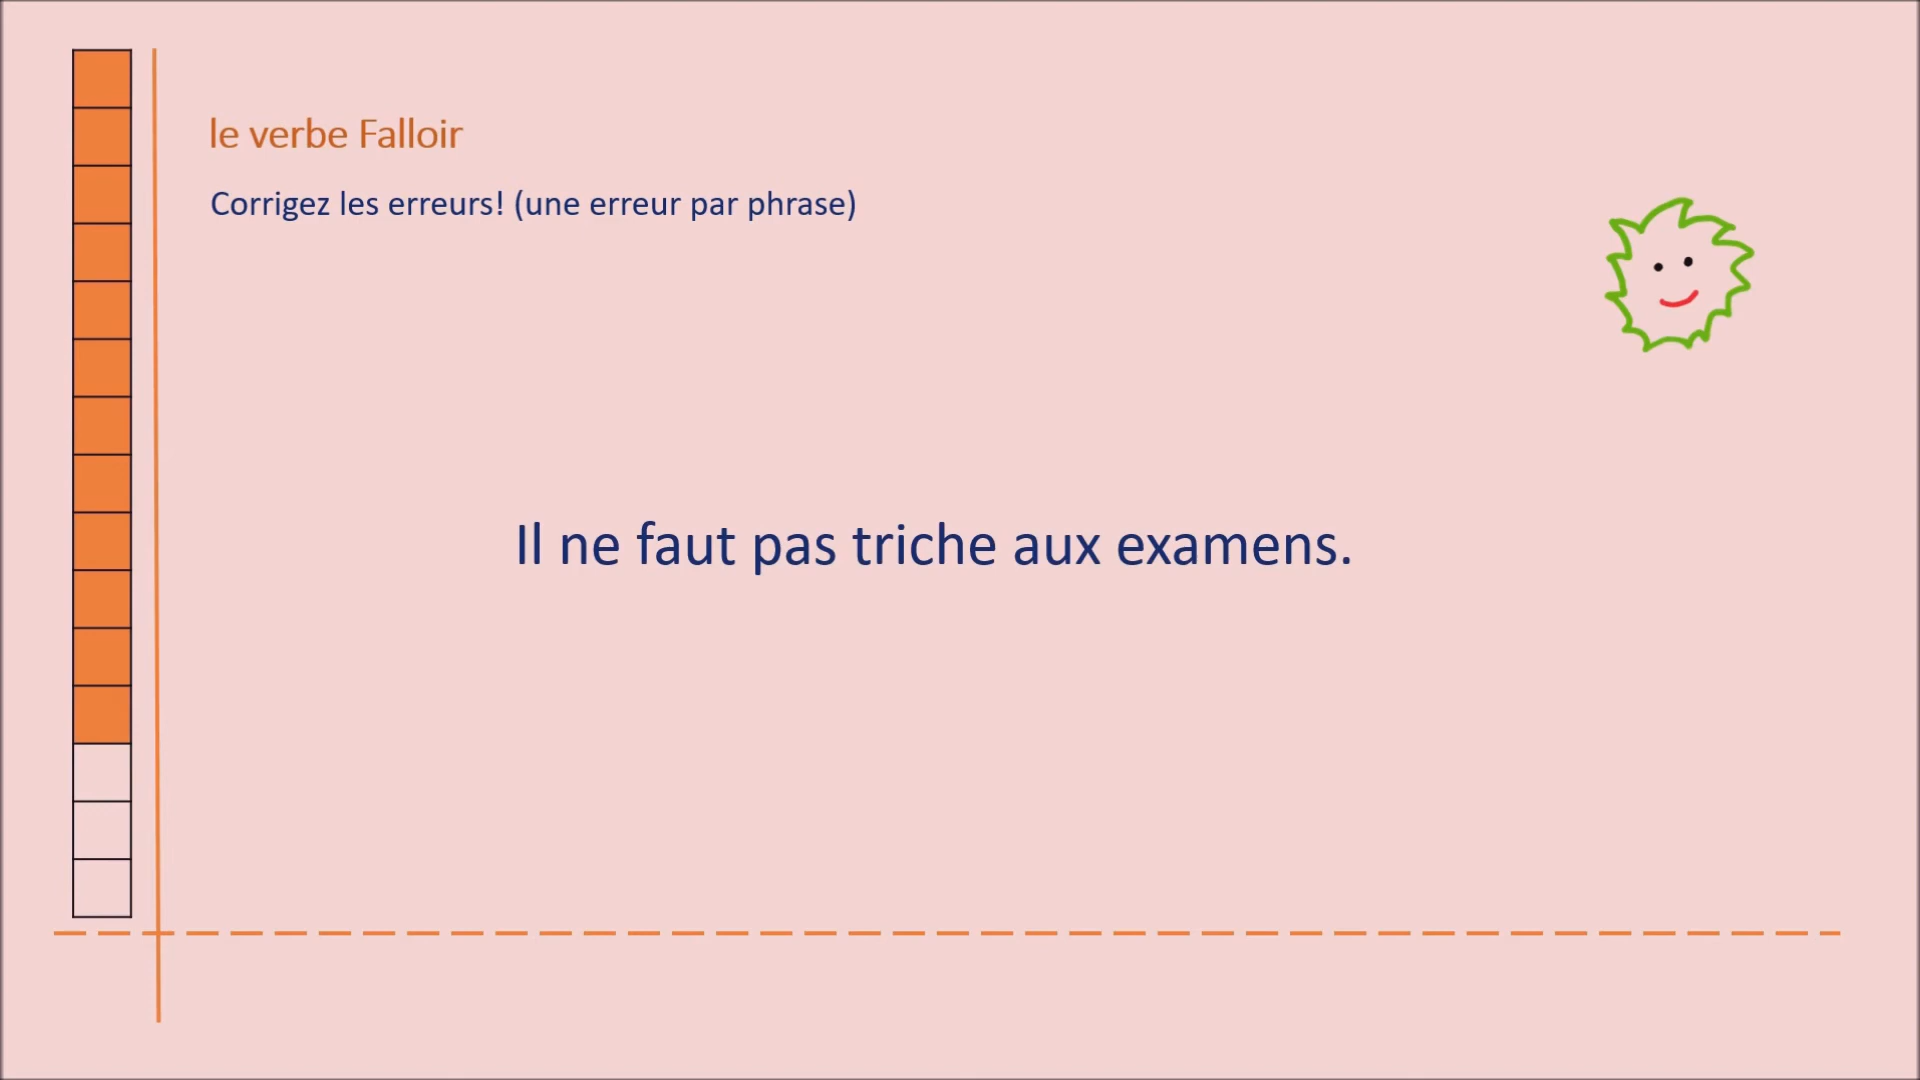 le verbe Falloir
Corrigez les erreurs! (une erreur par phrase)
Il ne faut pas triche aux examens.